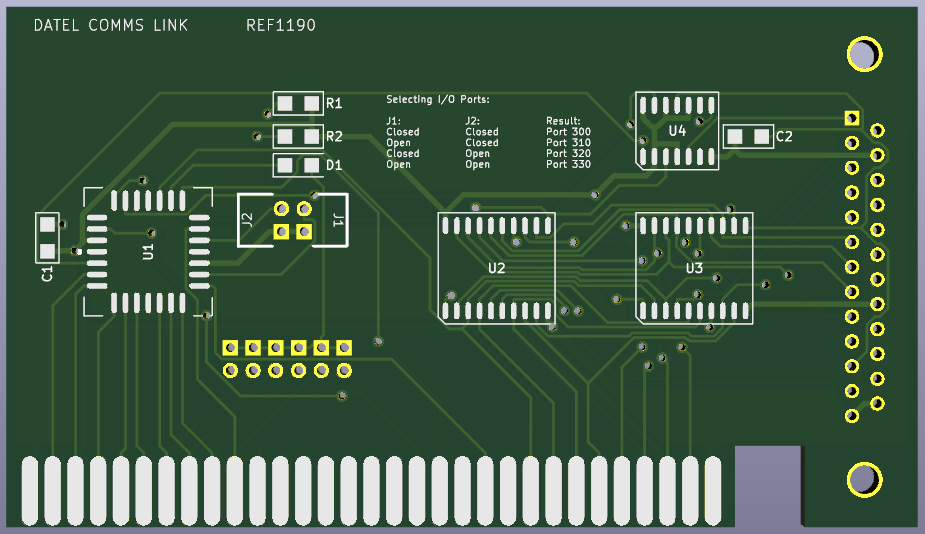 DATEL COMMS LINK REF1190
Selecting I/O Ports:
J1: J2: Result:
Closed Closed Port 300
Open Closed Port 310
Closed Open Port 320
Open Open Port 330
R1
R2
D1
U4
C2
J2
J1
C1
U1
U2
U3